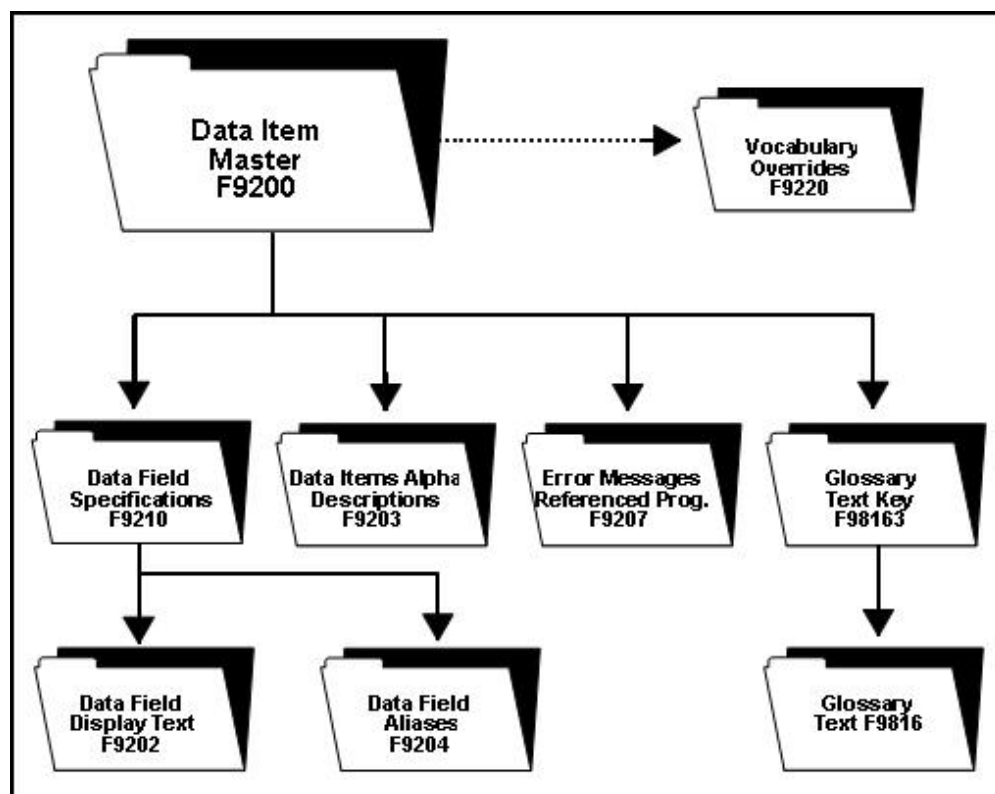 Data Item
Master
F9200
Vocabulary
Overrides
F9220
Data Field
Specifications
F9210
Data Items Alpha
Descriptions
F9203
Error Messages
Referenced Prog.
F9207
Glossary
Text Key
F98163
Data Field
Display Text
F9202
Data Field
Aliases
F9204
Glossary
Text F9816